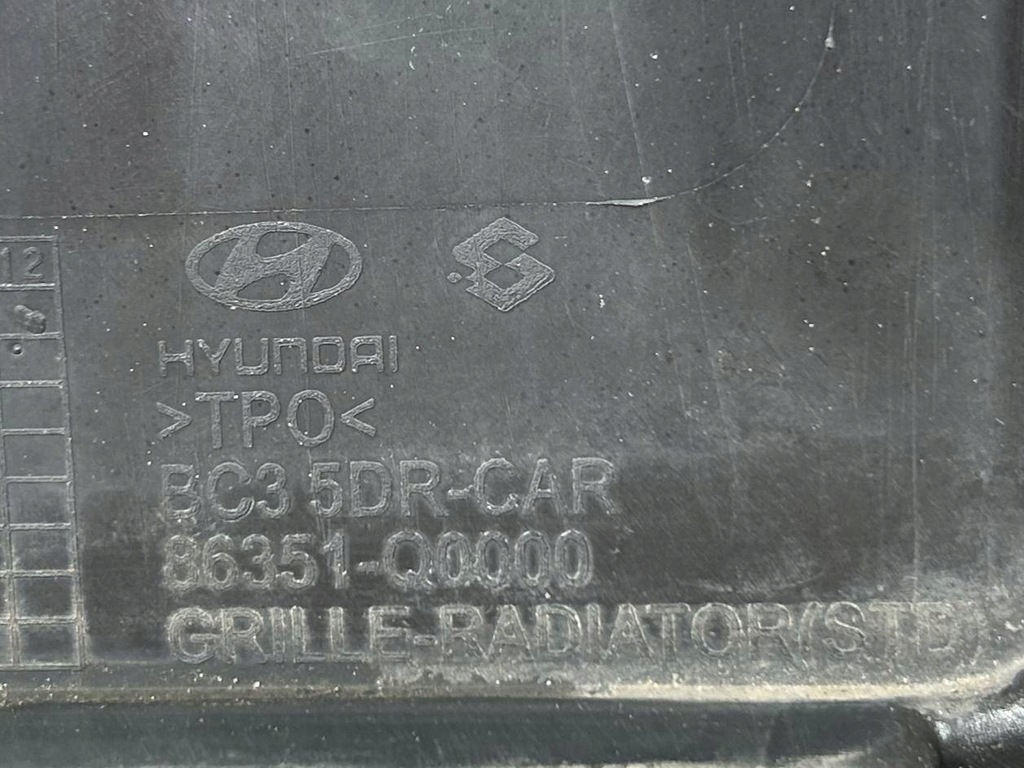 12
HYUNDAI
>TPO<
BC3 5DR-CAR
86351-Q0000
GRILLE-RADIATOR(STD)